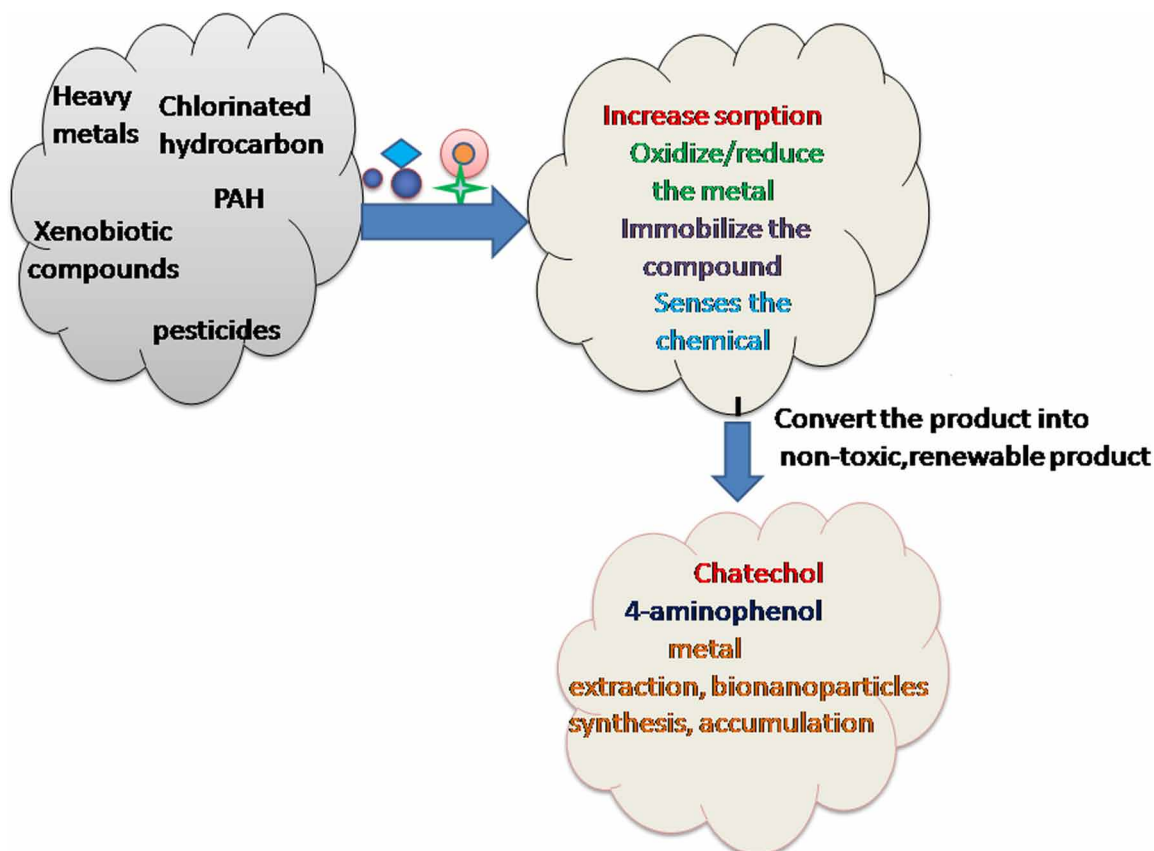 Heavy
metals
Chlorinated
hydrocarbon
PAH
Xenobiotic
compounds
pesticides
Increase sorption
Oxidize/reduce
the metal
Immobilize the
compound
Senses the
chemical
Convert the product into
non-toxic,renewable product
Chatechol
4-aminophenol
metal
extraction, bionanoparticles
synthesis, accumulation